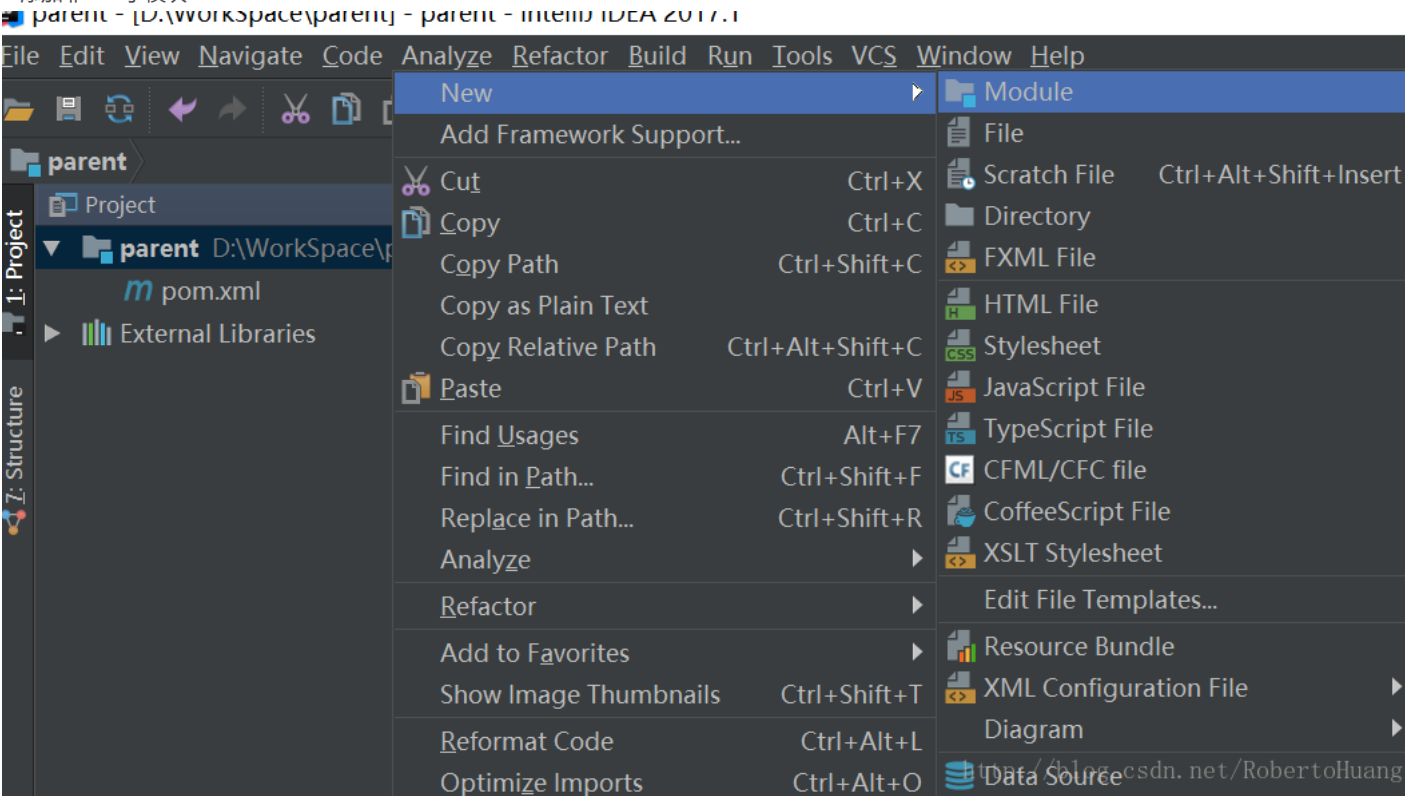 parent - [D:\WorkSpace\parent] - parent - IntelliJ IDEA 2017.1
File Edit View Navigate Code Analyze Refactor Build Run Tools VCS Window Help
parent
1: Project
7: Structure
Project
parent D:\WorkSpace\p
pom.xml
External Libraries
New
Add Framework Support...
Cut Ctrl+X
Copy Ctrl+C
Copy Path Ctrl+Shift+C
Copy as Plain Text
Copy Relative Path Ctrl+Alt+Shift+C
Paste Ctrl+V
Find Usages Alt+F7
Find in Path... Ctrl+Shift+F
Replace in Path... Ctrl+Shift+R
Analyze
Refactor
Add to Favorites
Show Image Thumbnails Ctrl+Shift+T
Reformat Code Ctrl+Alt+L
Optimize Imports Ctrl+Alt+O
Module
File
Scratch File Ctrl+Alt+Shift+Insert
Directory
FXML File
H
HTML File
CSS
Stylesheet
JS
JavaScript File
TS
TypeScript File
CF
CFML/CFC file
CoffeeScript File
XSLT Stylesheet
Edit File Templates...
Resource Bundle
XML Configuration File
Diagram
Data Source
http://blog.csdn.net/RobertoHuang